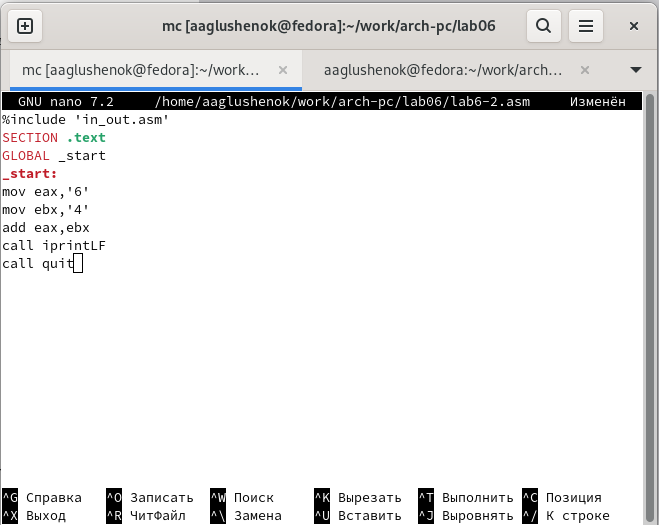 mc [aaglushenok@fedora]:~/work/arch-pc/lab06
mc [aaglushenok@fedora]:~/work...
aaglushenok@fedora:~/work/arch...
GNU nano 7.2 /home/aaglushenok/work/arch-pc/lab06/lab6-2.asm Изменён
%include 'in_out.asm'
SECTION .text
GLOBAL _start
_start:
mov eax,'6'
mov ebx,'4'
add eax,ebx
call iprintLF
call quit
^G Справка ^O Записать ^W Поиск ^K Вырезать ^T Выполнить ^C Позиция
^X Выход ^R ЧитФайл ^\ Замена ^U Вставить ^J Выровнять ^/ К строке